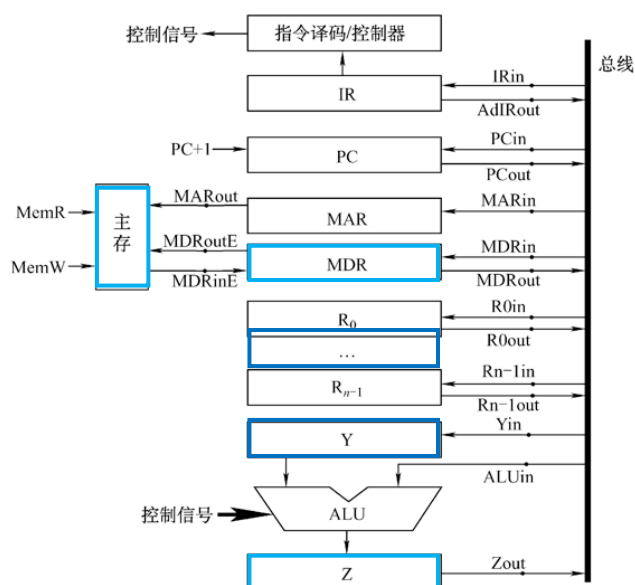 控制信号
指令译码/控制器
总线
IR
IRin
AdIRout
PC+1
PC
PCin
PCout
MARout
MAR
MARin
MemR
主存
MDRoutE
MDR
MDRin
MemW
MDRinE
MDRout
R₀
R0in
R0out
…
Rₙ₋₁
Rn-1in
Rn-1out
Y
Yin
ALUin
控制信号
ALU
Z
Zout